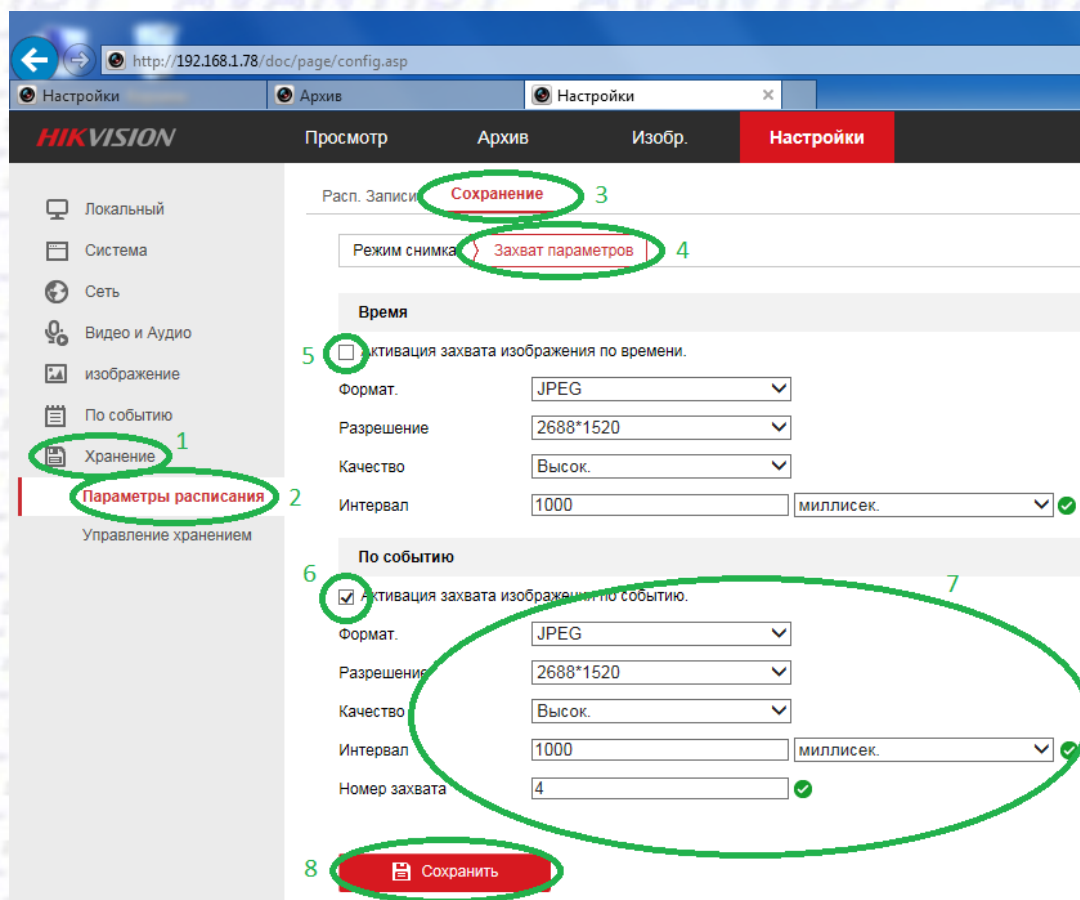 http://192.168.1.78/doc/page/config.asp
Настройки
Архив
Настройки
HIKVISION
Просмотр
Архив
Изобр.
Настройки
Расп. Записи
Сохранение
3
Локальный
Система
Сеть
Видео и Аудио
изображение
По событию
Хранение
1
Параметры расписания
2
Управление хранением
Режим снимка
Захват параметров
4
Время
5
Активация захвата изображения по времени.
Формат. JPEG
Разрешение 2688*1520
Качество Высок.
Интервал 1000 миллисек.
По событию
6
7
Активация захвата изображения по событию.
Формат. JPEG
Разрешение 2688*1520
Качество Высок.
Интервал 1000 миллисек.
Номер захвата 4
8
Сохранить